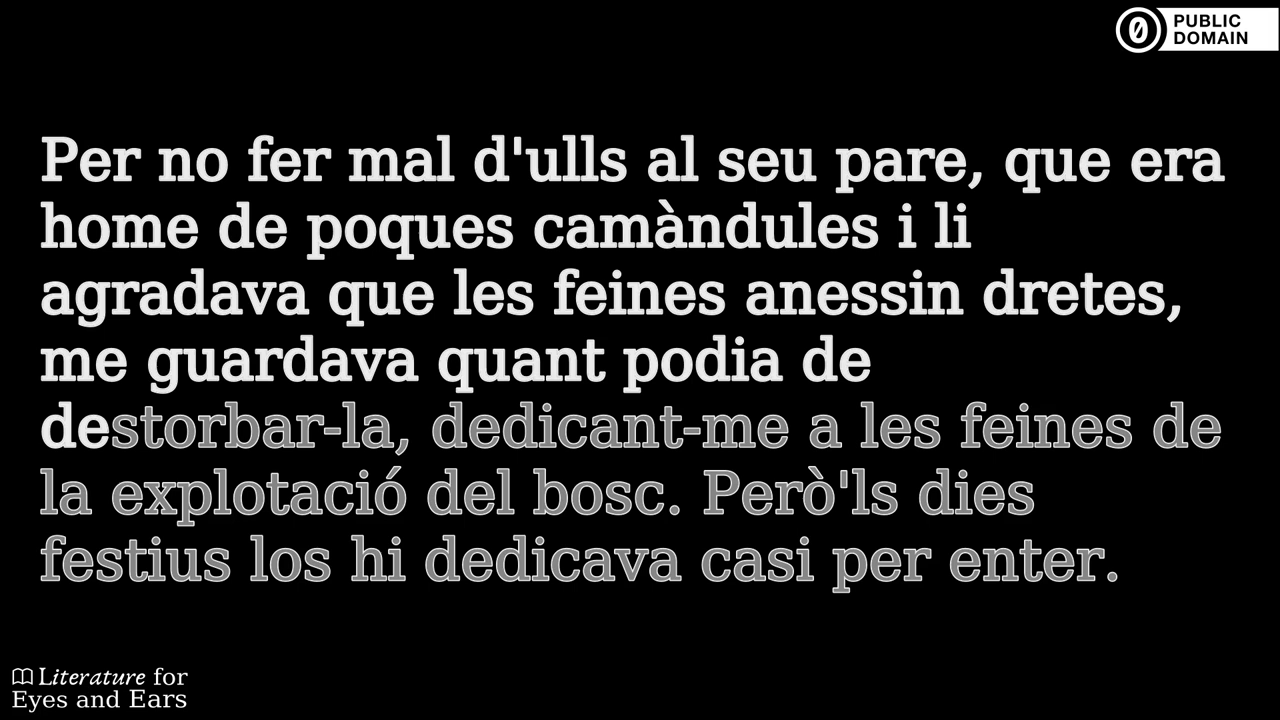 PUBLIC
DOMAIN
Per no fer mal d'ulls al seu pare, que era
home de poques camàndules i li
agradava que les feines anessin dretes,
me guardava quant podia de
destorbar-la, dedicant-me a les feines de
la explotació del bosc. Però'ls dies
festius los hi dedicava casi per enter.
Literature for
Eyes and Ears